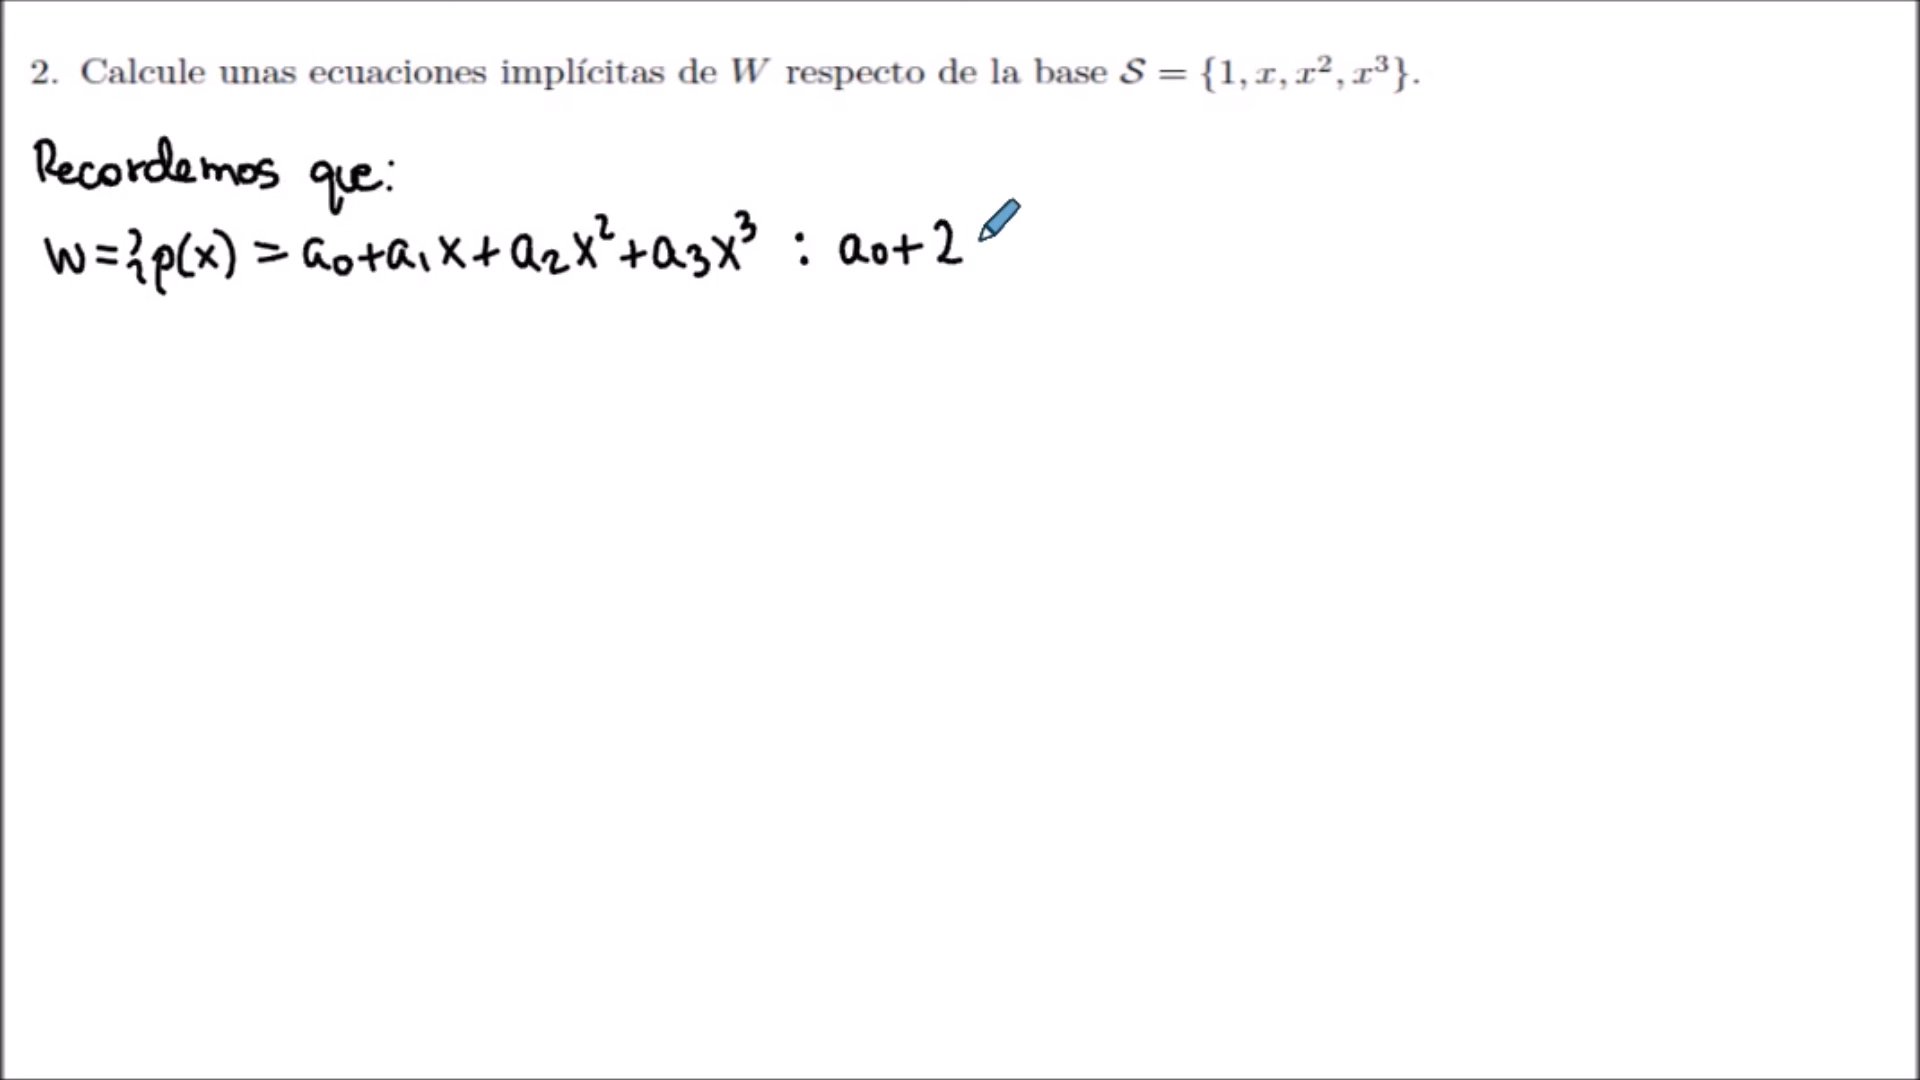 2. Calcule unas ecuaciones implícitas de W respecto de la base S = {1, x, x², x³}.
Recordemos que:
W={p(x) = a₀+a₁x+a₂x²+a₃x³ : a₀+2